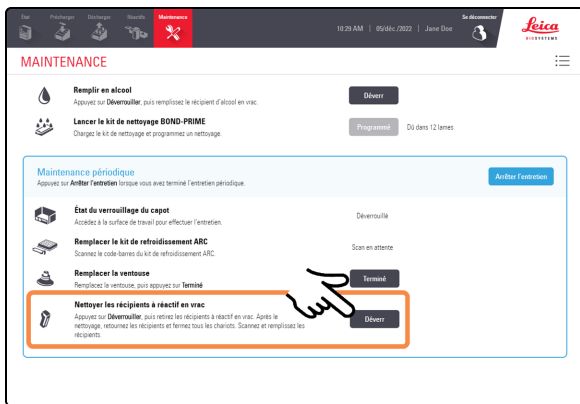 État Précharger Décharger Réactifs Maintenance
10:29 AM | 05/déc./2022 | Jane Doe
Se déconnecter
Leica
BIOSYSTEMS
MAINTENANCE
Remplir en alcool
Appuyez sur Déverrouiller, puis remplissez le récipient d'alcool en vrac.
Déverr
Lancer le kit de nettoyage BOND-PRIME
Chargez le kit de nettoyage et programmez un nettoyage.
Programmé
Dû dans 12 lames
Maintenance périodique
Appuyez sur Arrêter l'entretien lorsque vous avez terminé l'entretien périodique.
Arrêter l'entretien
État du verrouillage du capot
Accédez à la surface de travail pour effectuer l'entretien.
Déverrouillé
Remplacer le kit de refroidissement ARC
Scannez le code-barres du kit de refroidissement ARC.
Scan en attente
Remplacer la ventouse
Remplacez la ventouse, puis appuyez sur Terminé
Terminé
Nettoyer les récipients à réactif en vrac
Appuyez sur Déverrouiller, puis retirez les récipients à réactif en vrac. Après le
nettoyage, retournez les récipients et fermez tous les chariots. Scannez et remplissez les
récipients.
Déverr